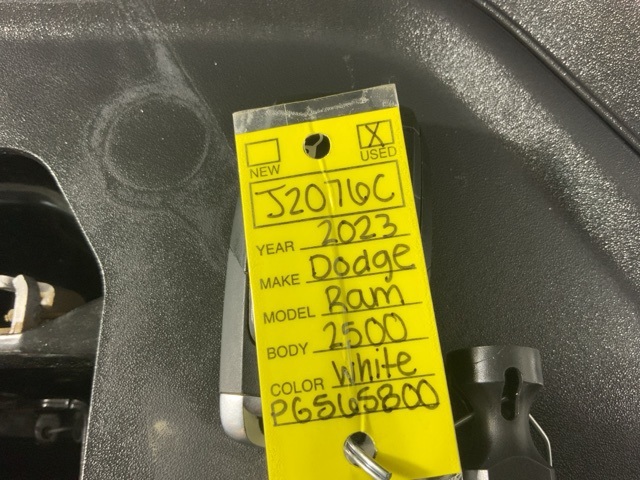 X
NEW USED
J2076C
YEAR 2023
MAKE Dodge
MODEL Ram
BODY 2500
COLOR White
PG565800